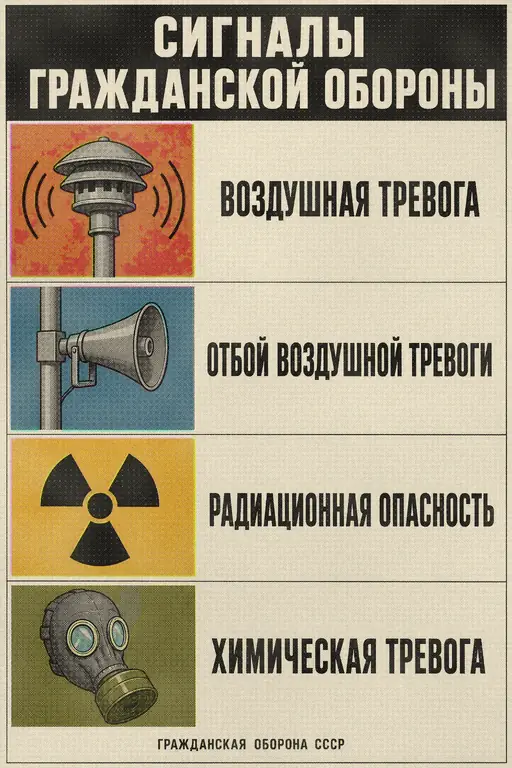 СИГНАЛЫ
ГРАЖДАНСКОЙ ОБОРОНЫ
ВОЗДУШНАЯ ТРЕВОГА
ОТБОЙ ВОЗДУШНОЙ ТРЕВОГИ
РАДИАЦИОННАЯ ОПАСНОСТЬ
ХИМИЧЕСКАЯ ТРЕВОГА
ГРАЖДАНСКАЯ ОБОРОНА СССР